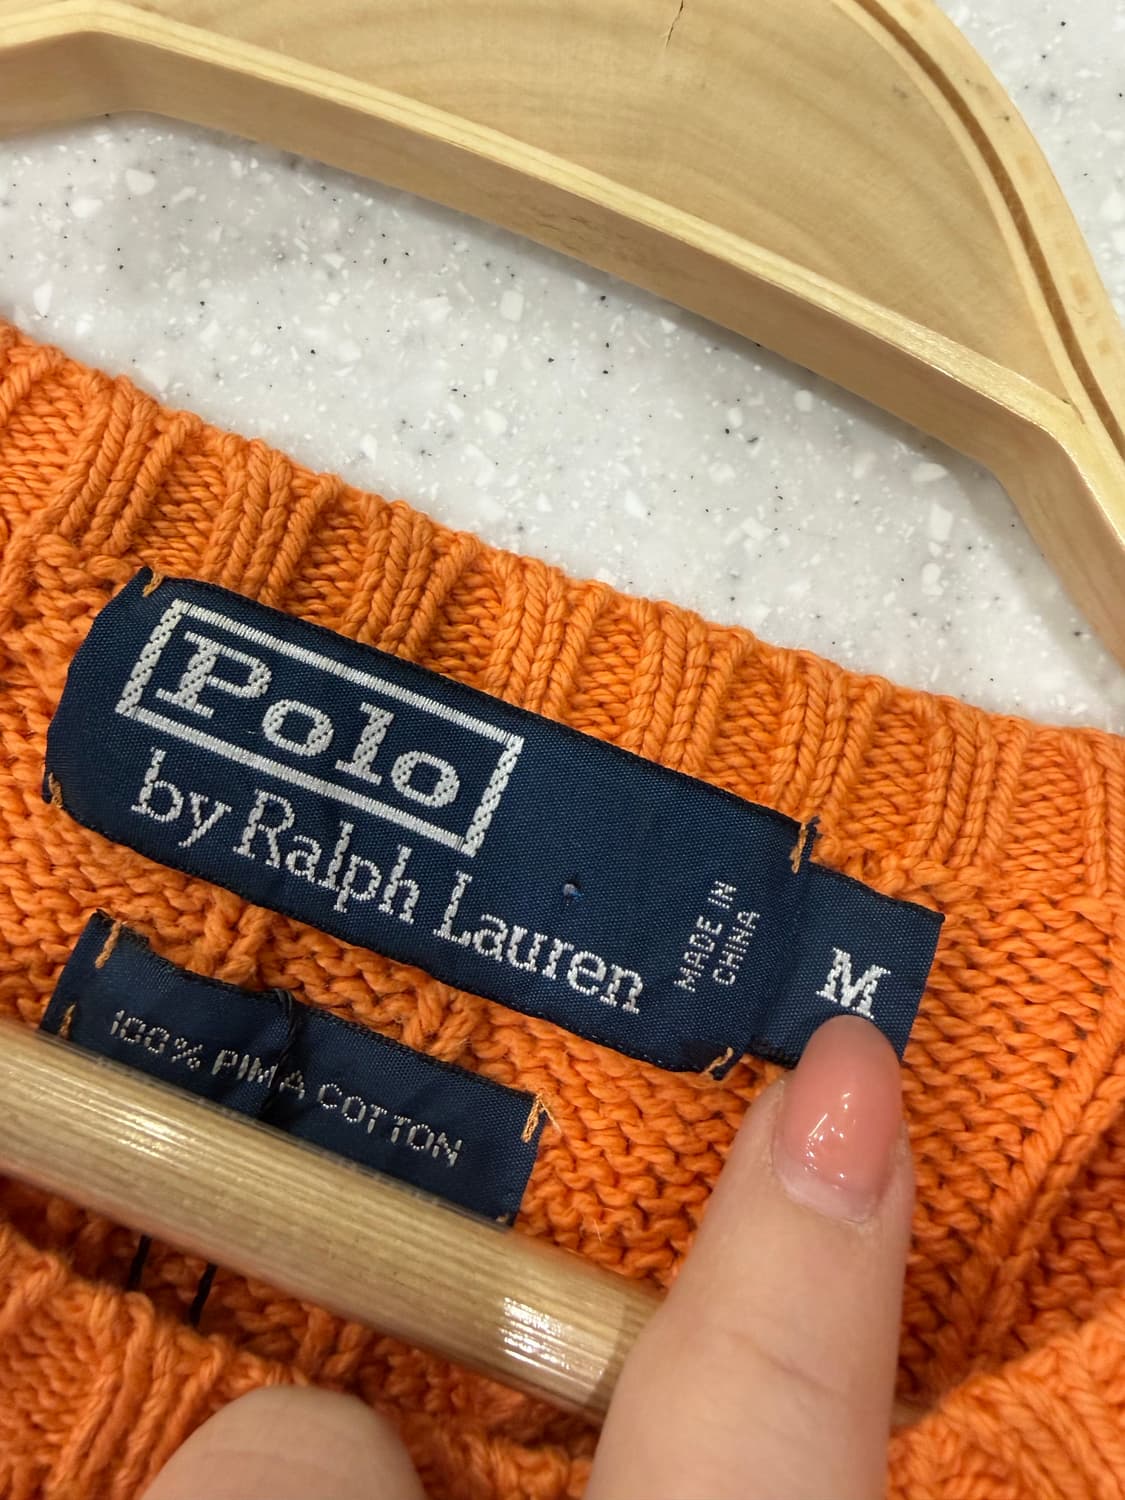 Polo
by Ralph Lauren
MADE IN
CHINA
M
100% PIMA COTTON